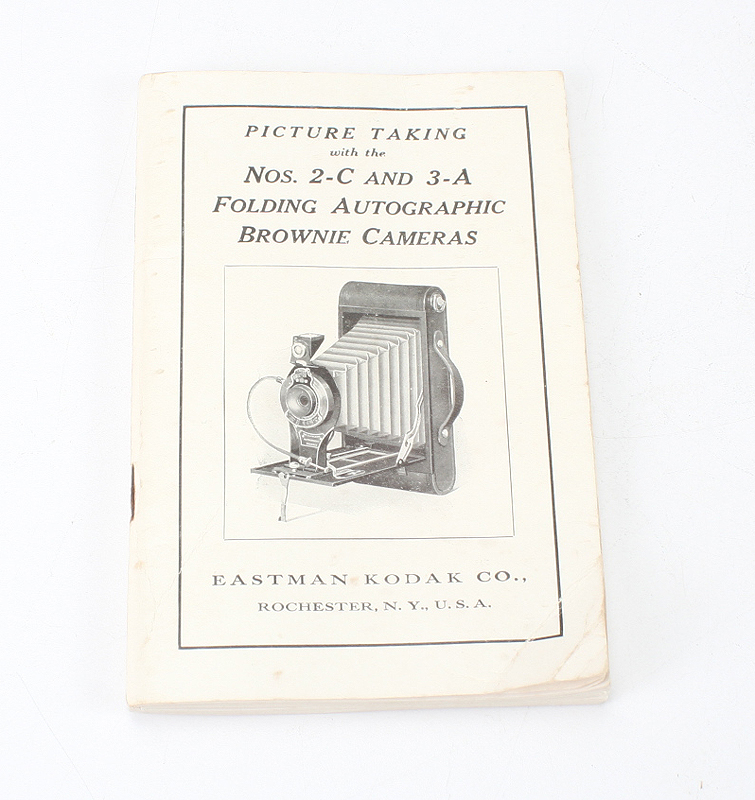 PICTURE TAKING
with the
NOS. 2-C AND 3-A
FOLDING AUTOGRAPHIC
BROWNIE CAMERAS
EASTMAN KODAK CO.,
ROCHESTER, N. Y., U. S. A.